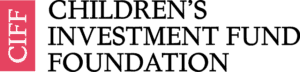 CIFF
CHILDREN'S
INVESTMENT FUND
FOUNDATION